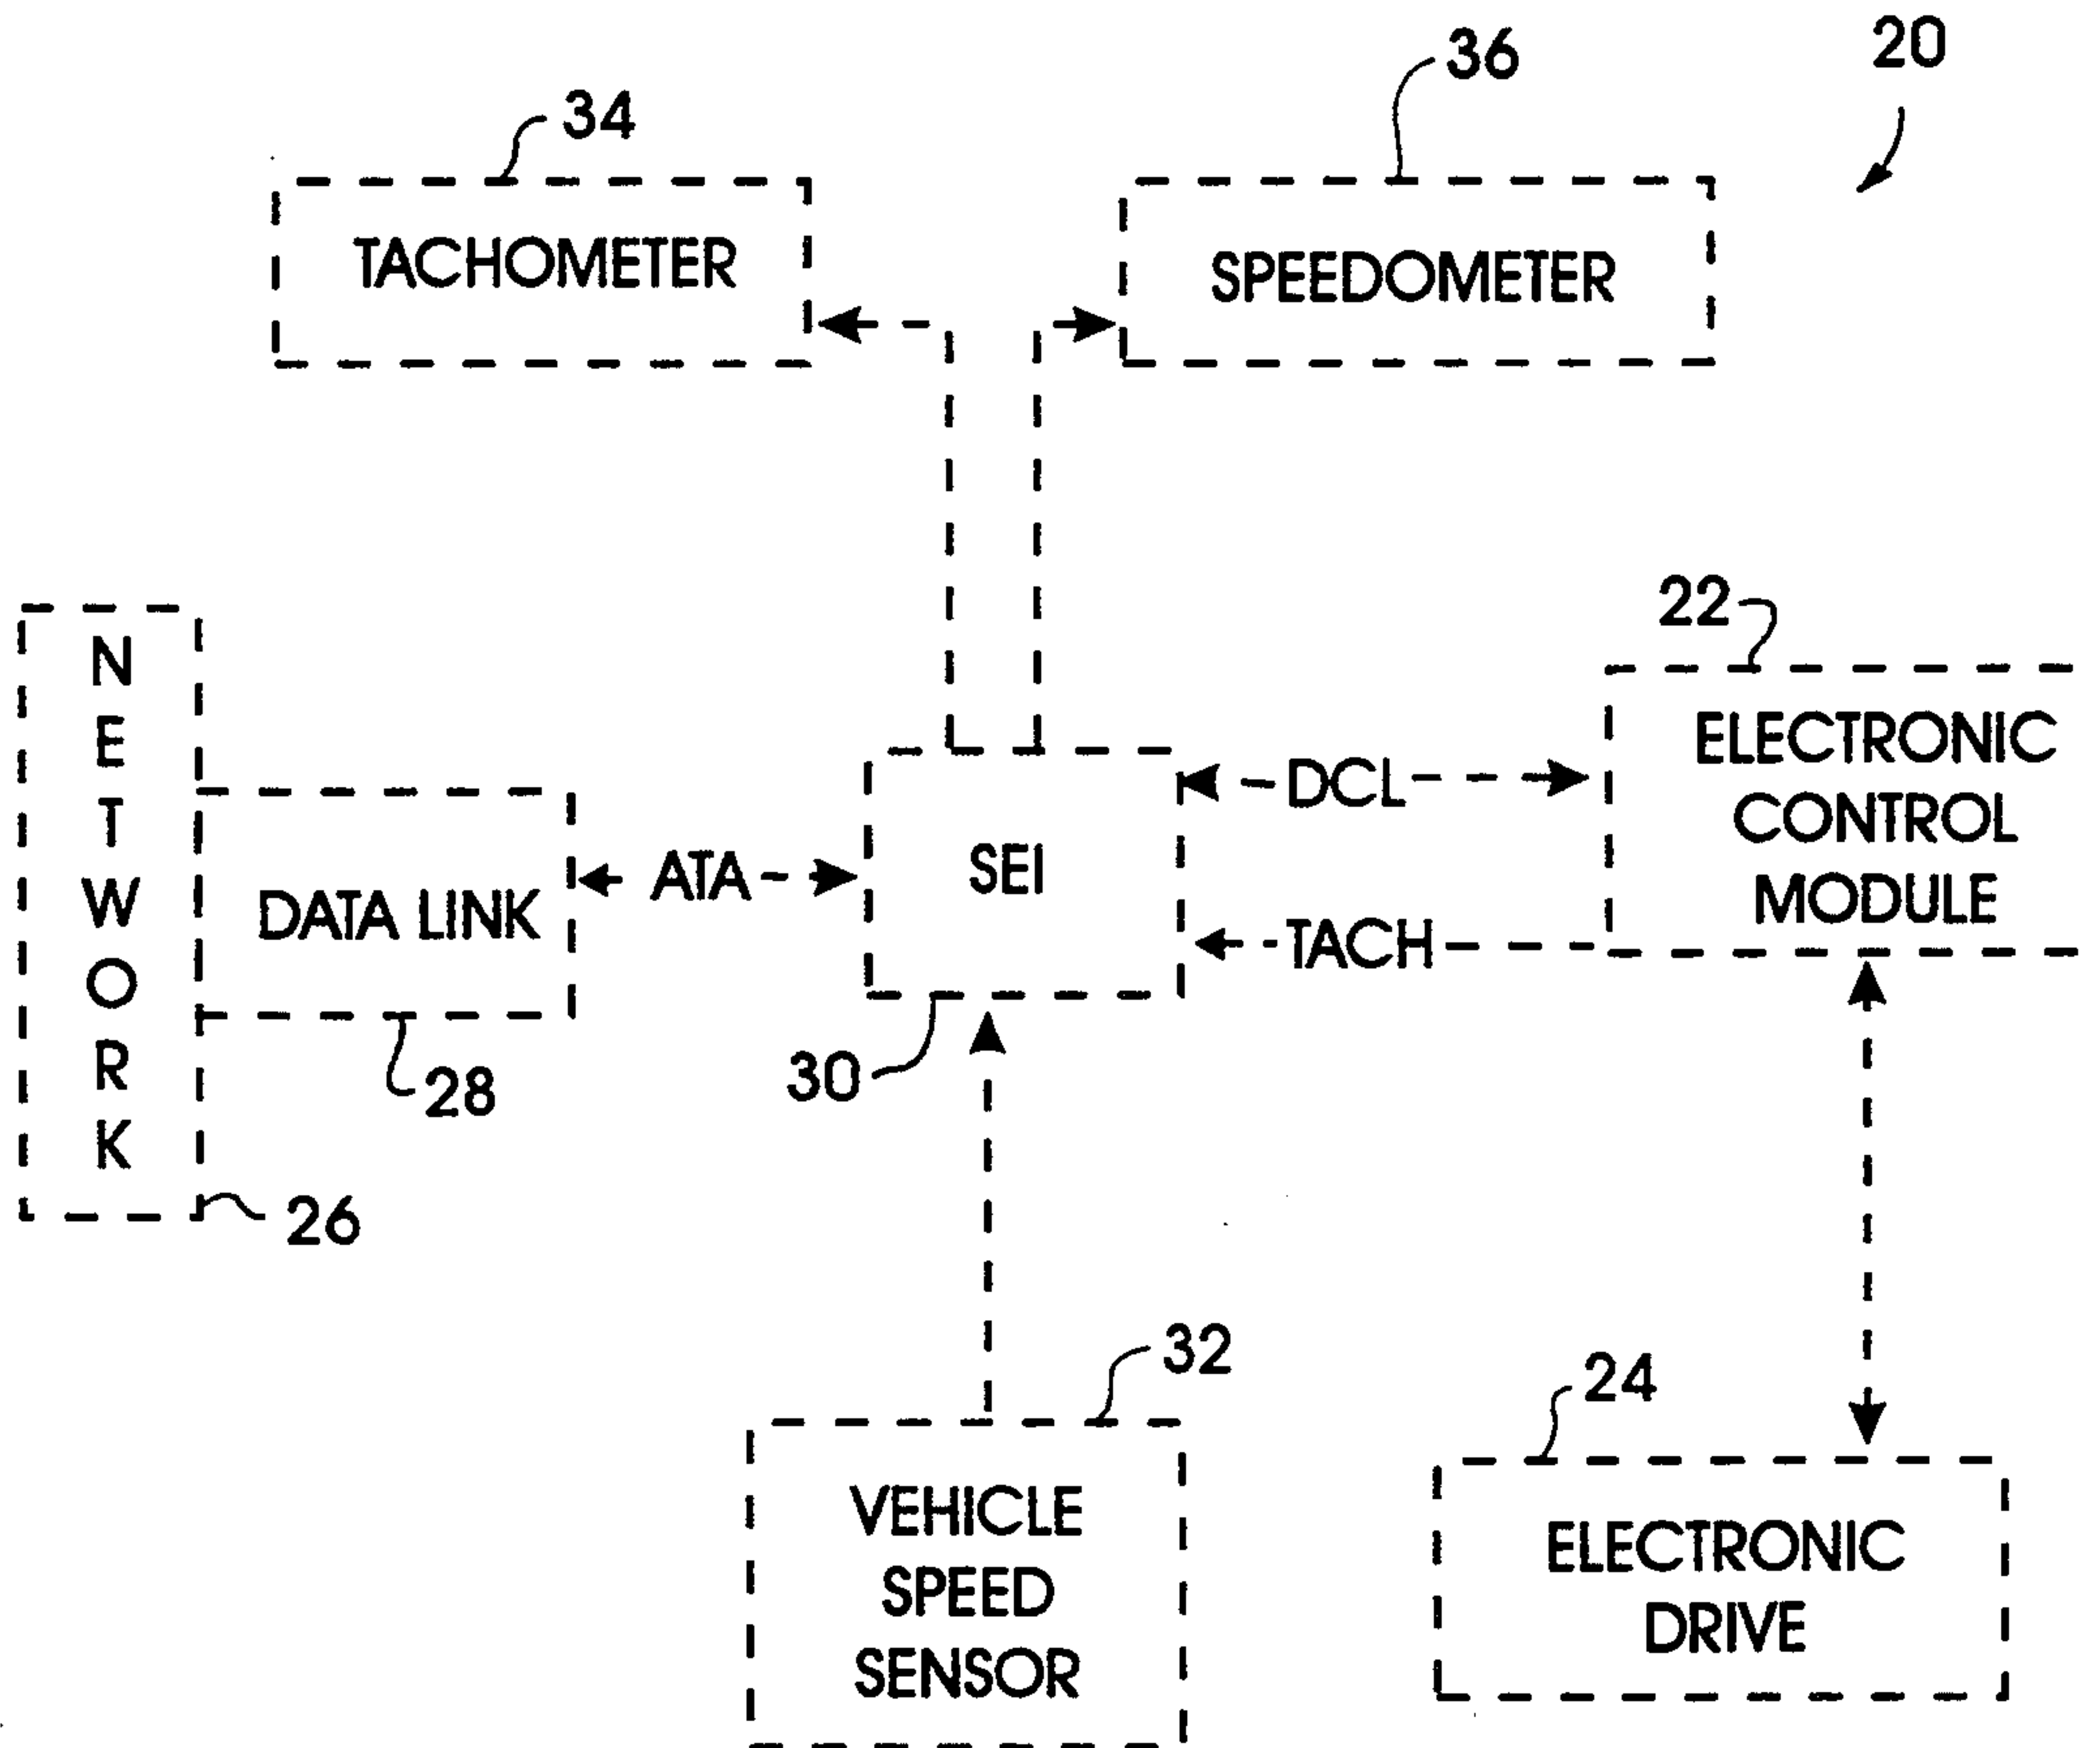 20
36
34
TACHOMETER
SPEEDOMETER
22
NETWORK
ELECTRONIC
CONTROL
MODULE
DCL
SEI
ATA
DATA LINK
TACH
30
28
26
32
24
VEHICLE
SPEED
SENSOR
ELECTRONIC
DRIVE